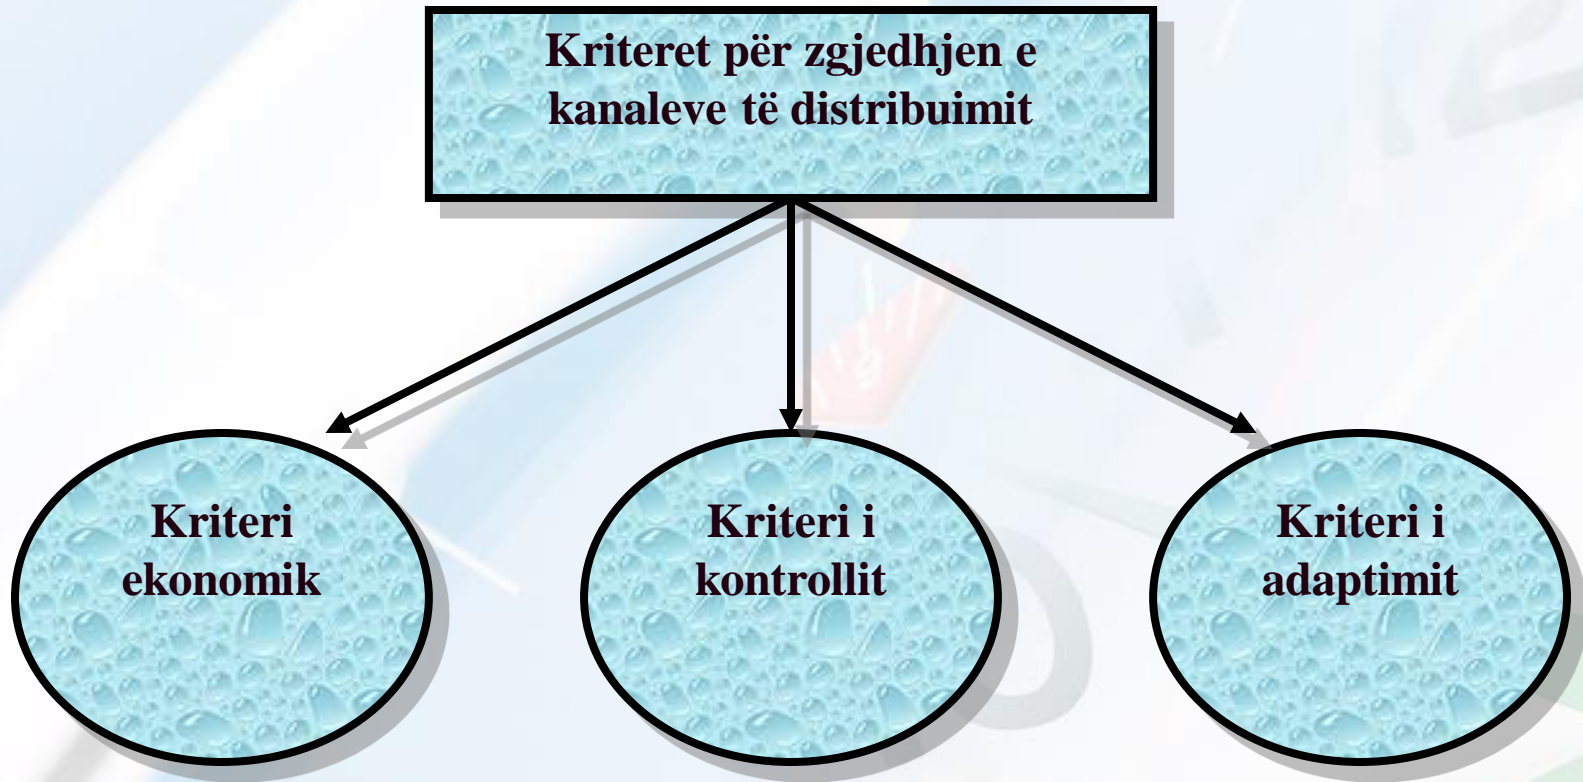 Kriteret për zgjedhjen e
kanaleve të distribuimit
Kriteri
ekonomik
Kriteri i
kontrollit
Kriteri i
adaptimit